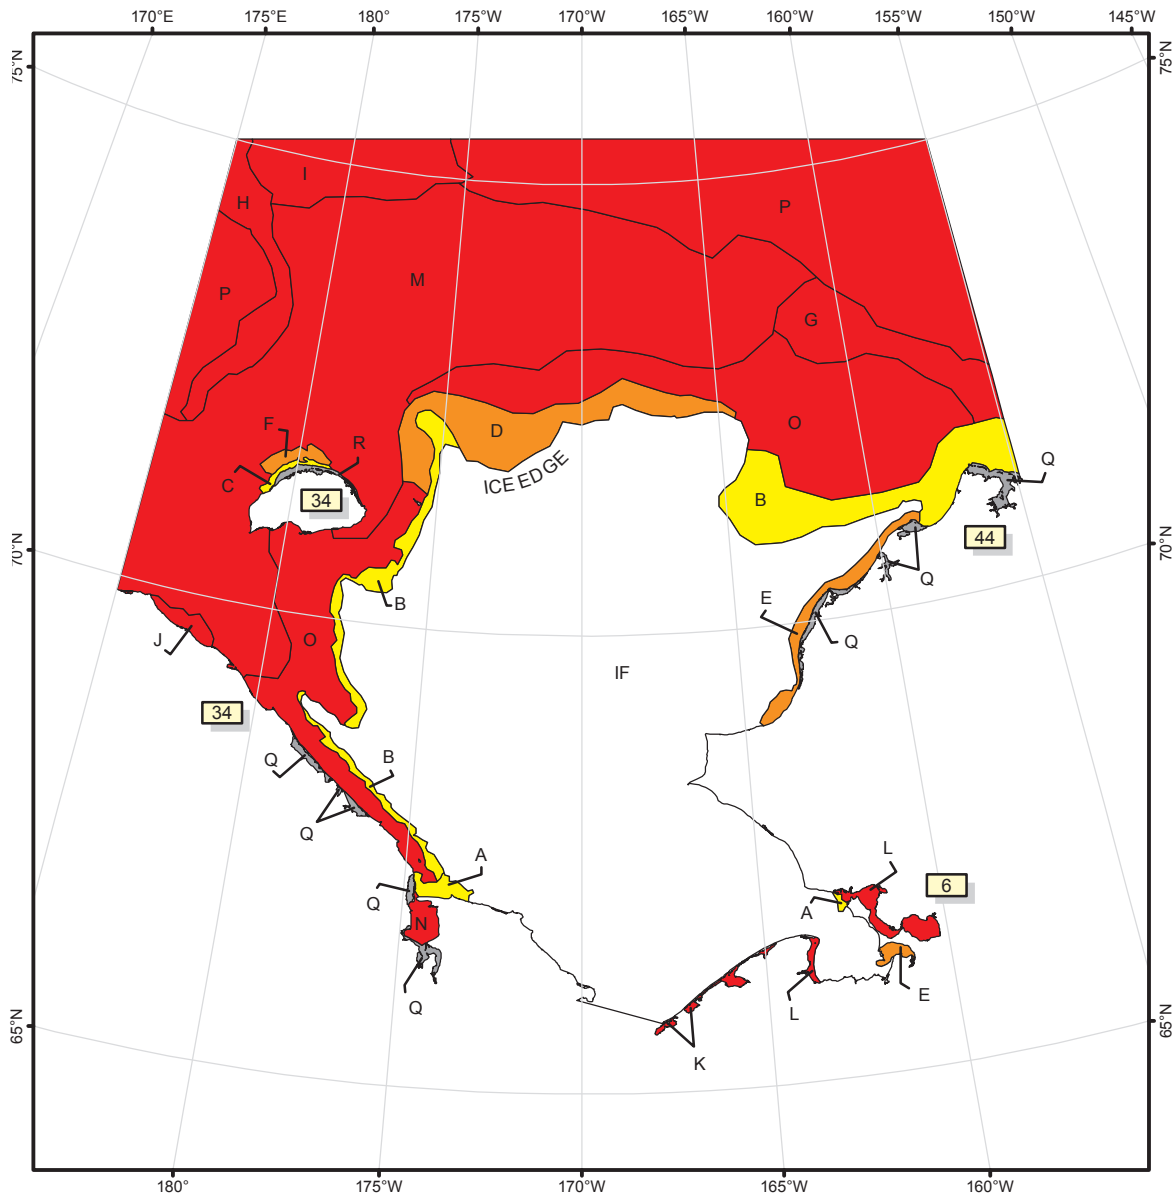 170°E 175°E 180° 175°W 170°W 165°W 160°W 155°W 150°W 145°W
75°N 75°N
I
H P
P M
G
F R O
D
C 34 ICE EDGE Q
B
44
70°N 70°N
B E Q
J O Q
IF
34
Q B
Q
A L
Q A 6
N
Q L E
K
65°N 65°N
180° 175°W 170°W 165°W 160°W